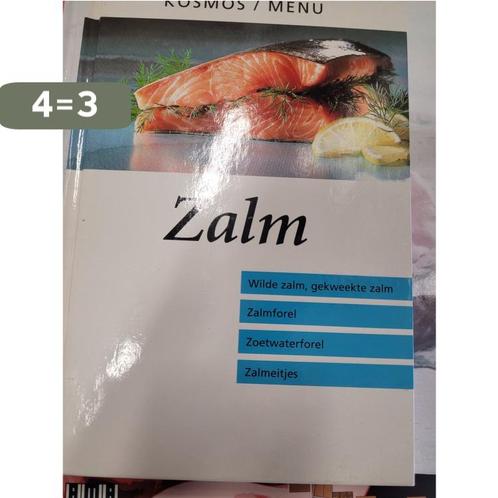 KOSMOS / MENU
4=3
Zalm
Wilde zalm, gekweekte zalm
Zalmforel
Zoetwaterforel
Zalmeitjes